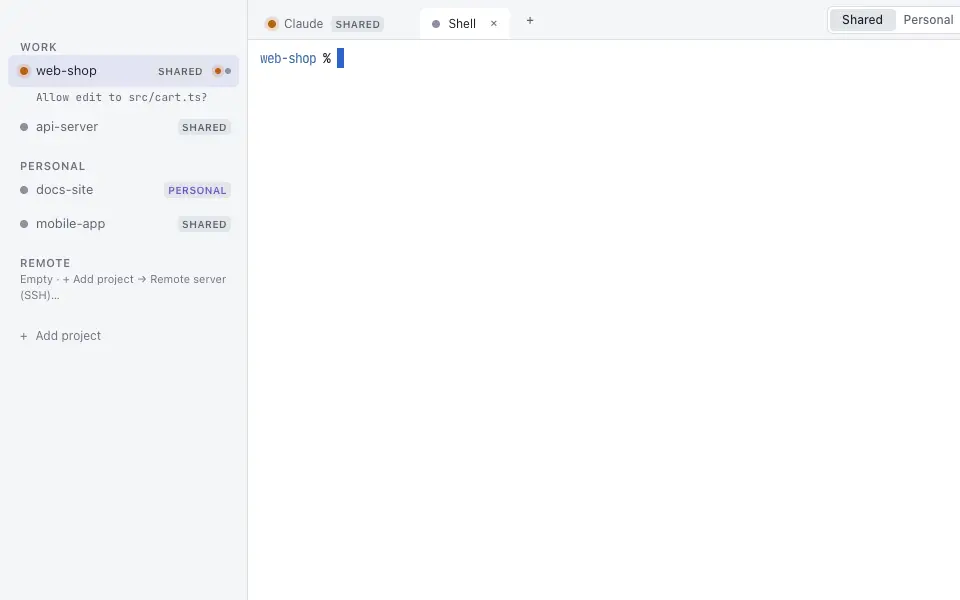 WORK
web-shop SHARED
Allow edit to src/cart.ts?
api-server SHARED
PERSONAL
docs-site PERSONAL
mobile-app SHARED
REMOTE
Empty · + Add project → Remote server
(SSH)…
+ Add project
Claude SHARED Shell × + Shared Personal
web-shop %